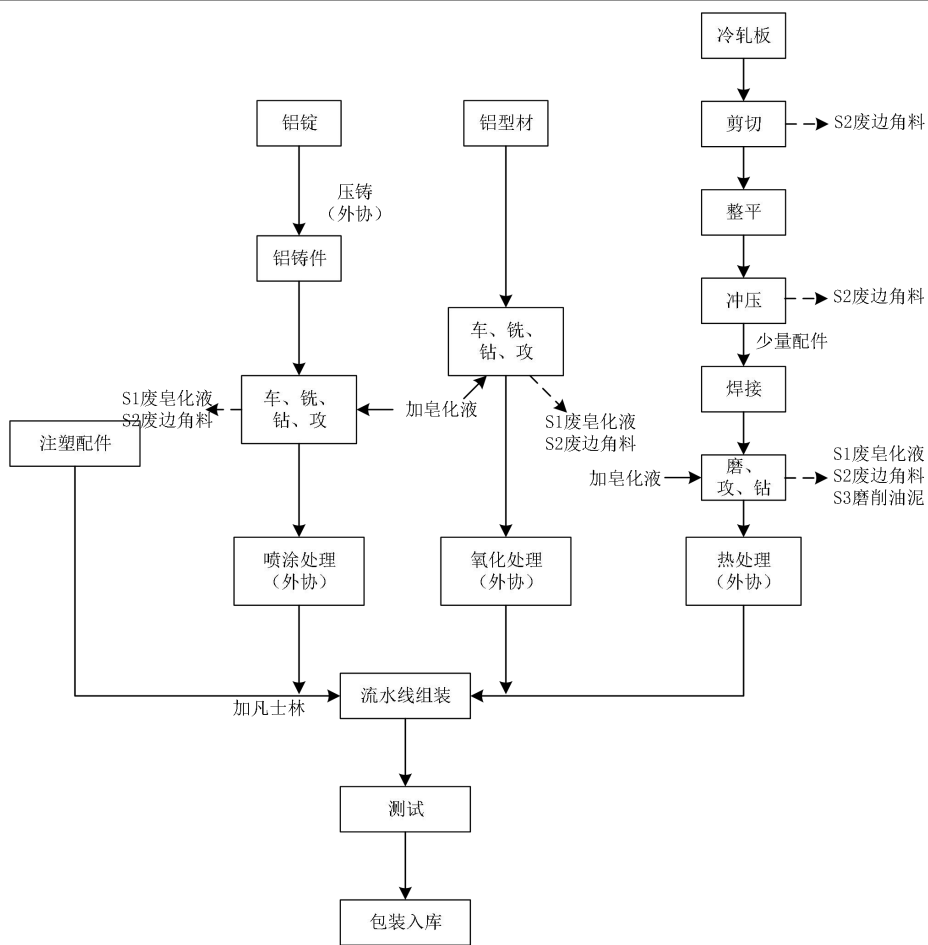 冷轧板
铝锭
铝型材
剪切
S2废边角料
压铸
（外协）
整平
铝铸件
冲压
S2废边角料
车、铣、
钻、攻
少量配件
焊接
S1废皂化液
S2废边角料
车、铣、
钻、攻
加皂化液
S1废皂化液
S2废边角料
注塑配件
加皂化液
磨、
攻、钻
S1废皂化液
S2废边角料
S3磨削油泥
喷涂处理
（外协）
氧化处理
（外协）
热处理
（外协）
加凡士林
流水线组装
测试
包装入库